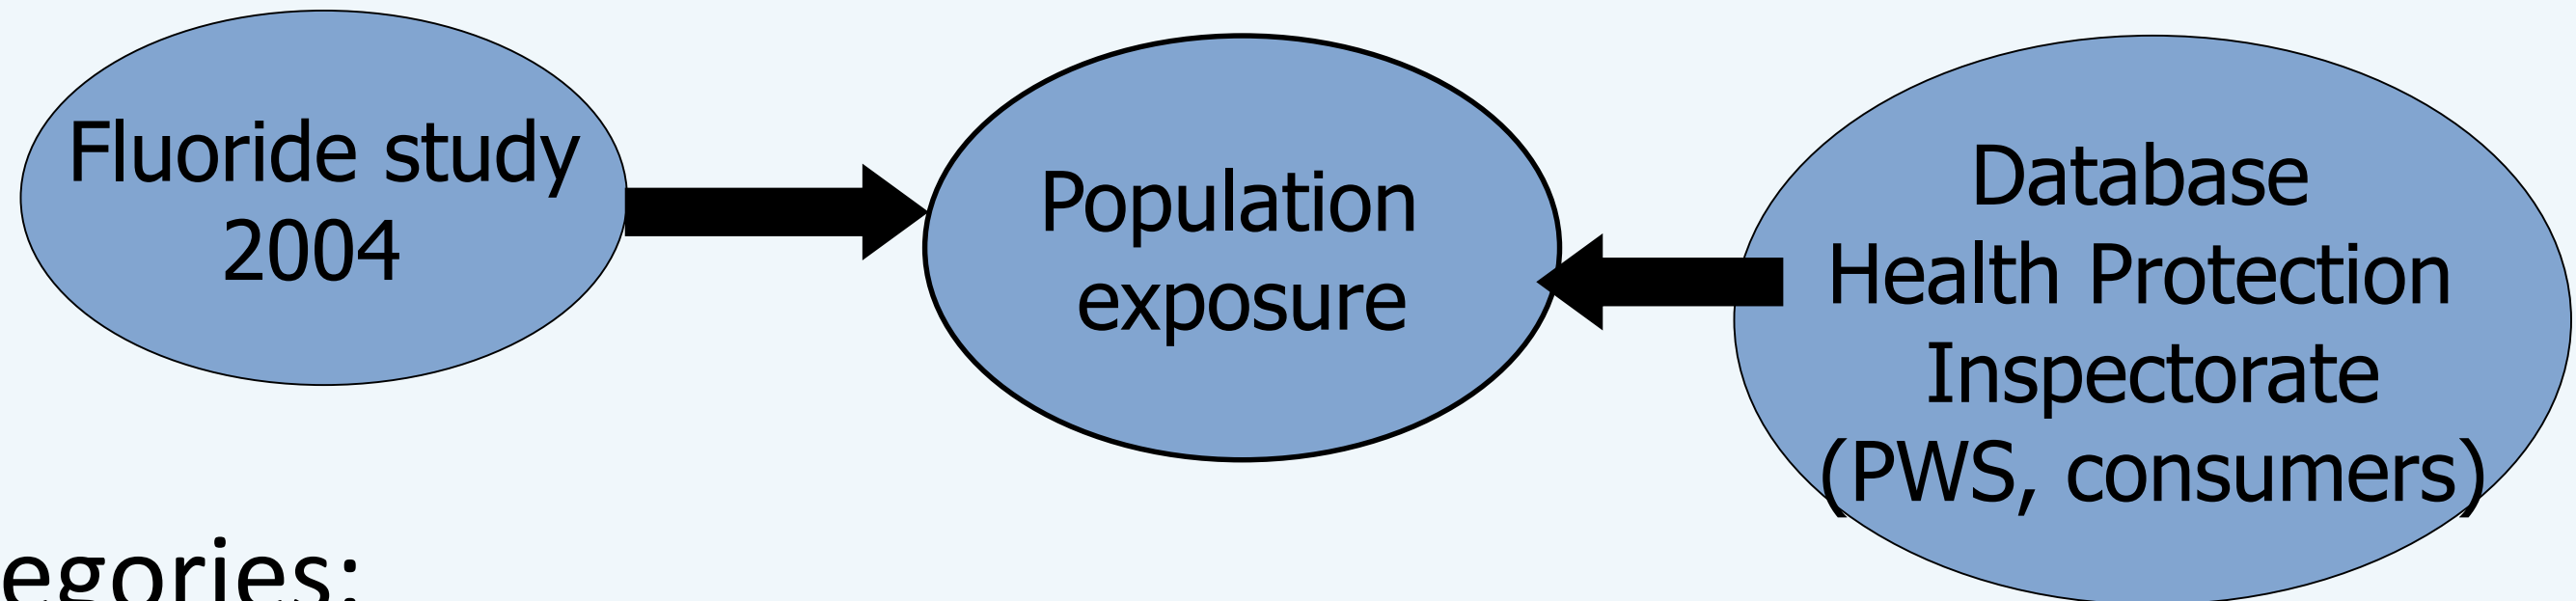 Fluoride study
2004
Population
exposure
Database
Health Protection
Inspectorate
(PWS, consumers)
egories: